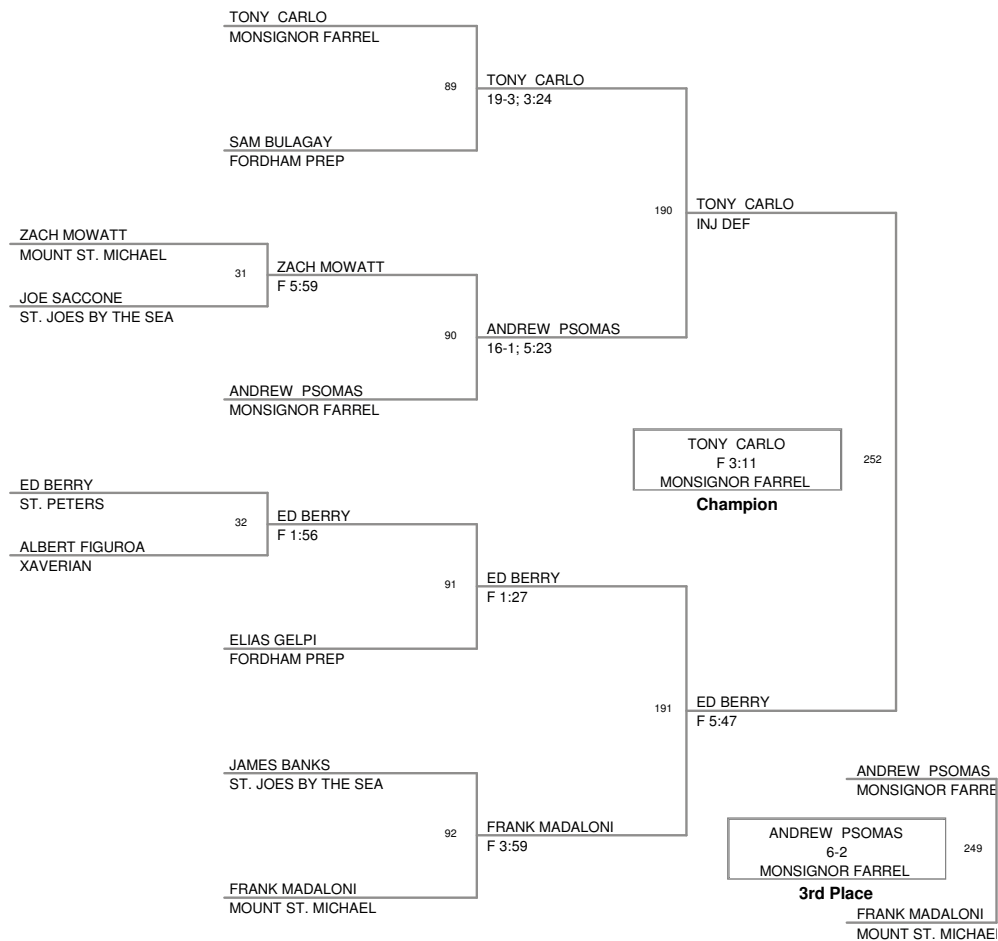 TONY CARLO
MONSIGNOR FARREL
89
TONY CARLO
19-3; 3:24
SAM BULAGAY
FORDHAM PREP
190
TONY CARLO
INJ DEF
ZACH MOWATT
MOUNT ST. MICHAEL
31
ZACH MOWATT
F 5:59
JOE SACCONE
ST. JOES BY THE SEA
90
ANDREW PSOMAS
16-1; 5:23
ANDREW PSOMAS
MONSIGNOR FARREL
TONY CARLO
F 3:11
MONSIGNOR FARREL
Champion
252
ED BERRY
ST. PETERS
32
ED BERRY
F 1:56
ALBERT FIGUROA
XAVERIAN
91
ED BERRY
F 1:27
ELIAS GELPI
FORDHAM PREP
191
ED BERRY
F 5:47
JAMES BANKS
ST. JOES BY THE SEA
92
FRANK MADALONI
F 3:59
FRANK MADALONI
MOUNT ST. MICHAEL
ANDREW PSOMAS
MONSIGNOR FARRE
ANDREW PSOMAS
6-2
MONSIGNOR FARREL
3rd Place
249
FRANK MADALONI
MOUNT ST. MICHAEL